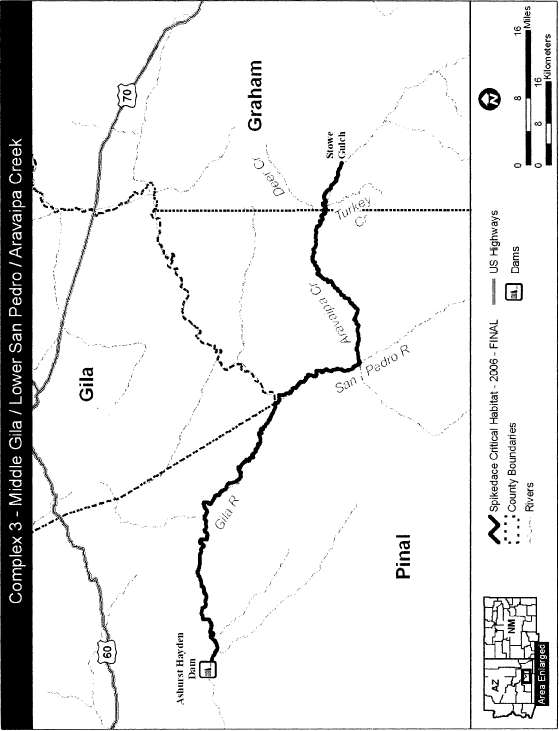 Complex 3 - Middle Gila / Lower San Pedro / Aravaipa Creek
60
70
Gila
Graham
Pinal
Ashurst Hayden
Dam
Gila R
San Pedro R
Aravaipa Cr
Deer Cr
Turkey
Cr
Stowe
Gulch
AZ
NM
Area Enlarged
Spikedace Critical Habitat - 2006 - FINAL
County Boundaries
Rivers
US Highways
Dams
N
0 8 16
Miles
0 8 16
Kilometers